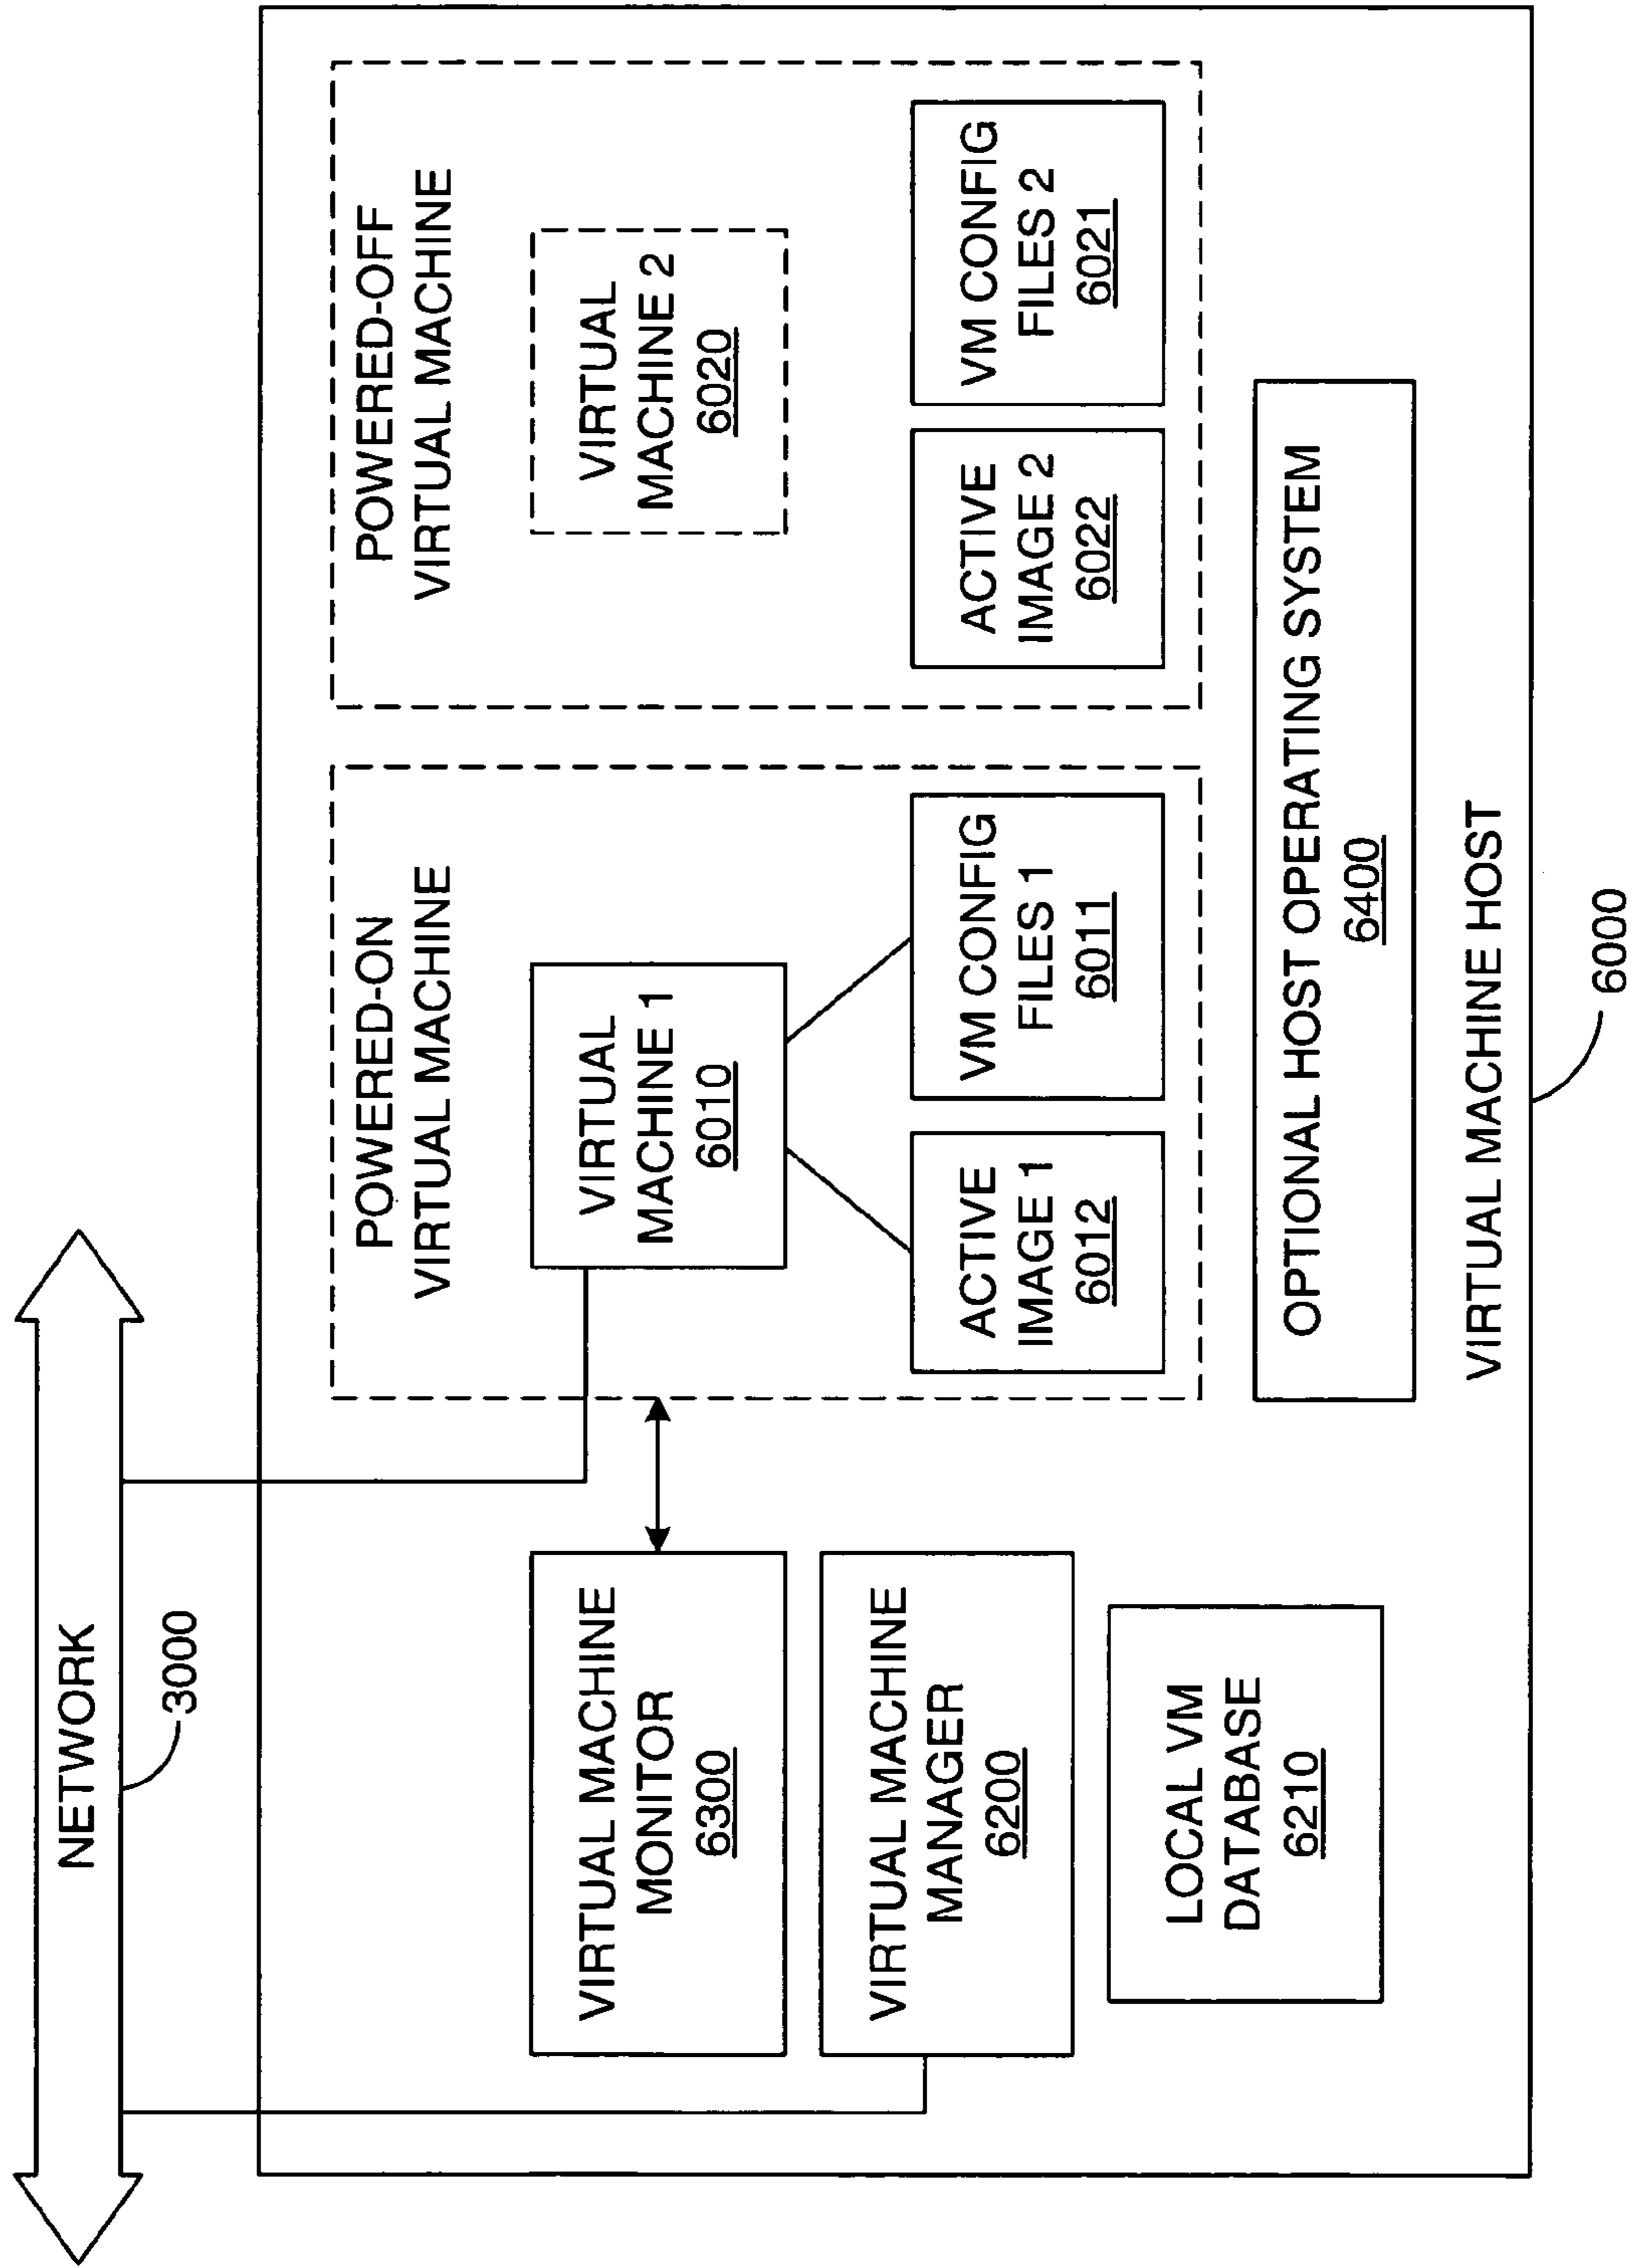 NETWORK
3000
VIRTUAL MACHINE
MONITOR
6300
VIRTUAL MACHINE
MANAGER
6200
LOCAL VM
DATABASE
6210
POWERED-ON
VIRTUAL MACHINE
VIRTUAL
MACHINE 1
6010
ACTIVE
IMAGE 1
6012
VM CONFIG
FILES 1
6011
POWERED-OFF
VIRTUAL MACHINE
VIRTUAL
MACHINE 2
6020
ACTIVE
IMAGE 2
6022
VM CONFIG
FILES 2
6021
OPTIONAL HOST OPERATING SYSTEM
6400
VIRTUAL MACHINE HOST
6000